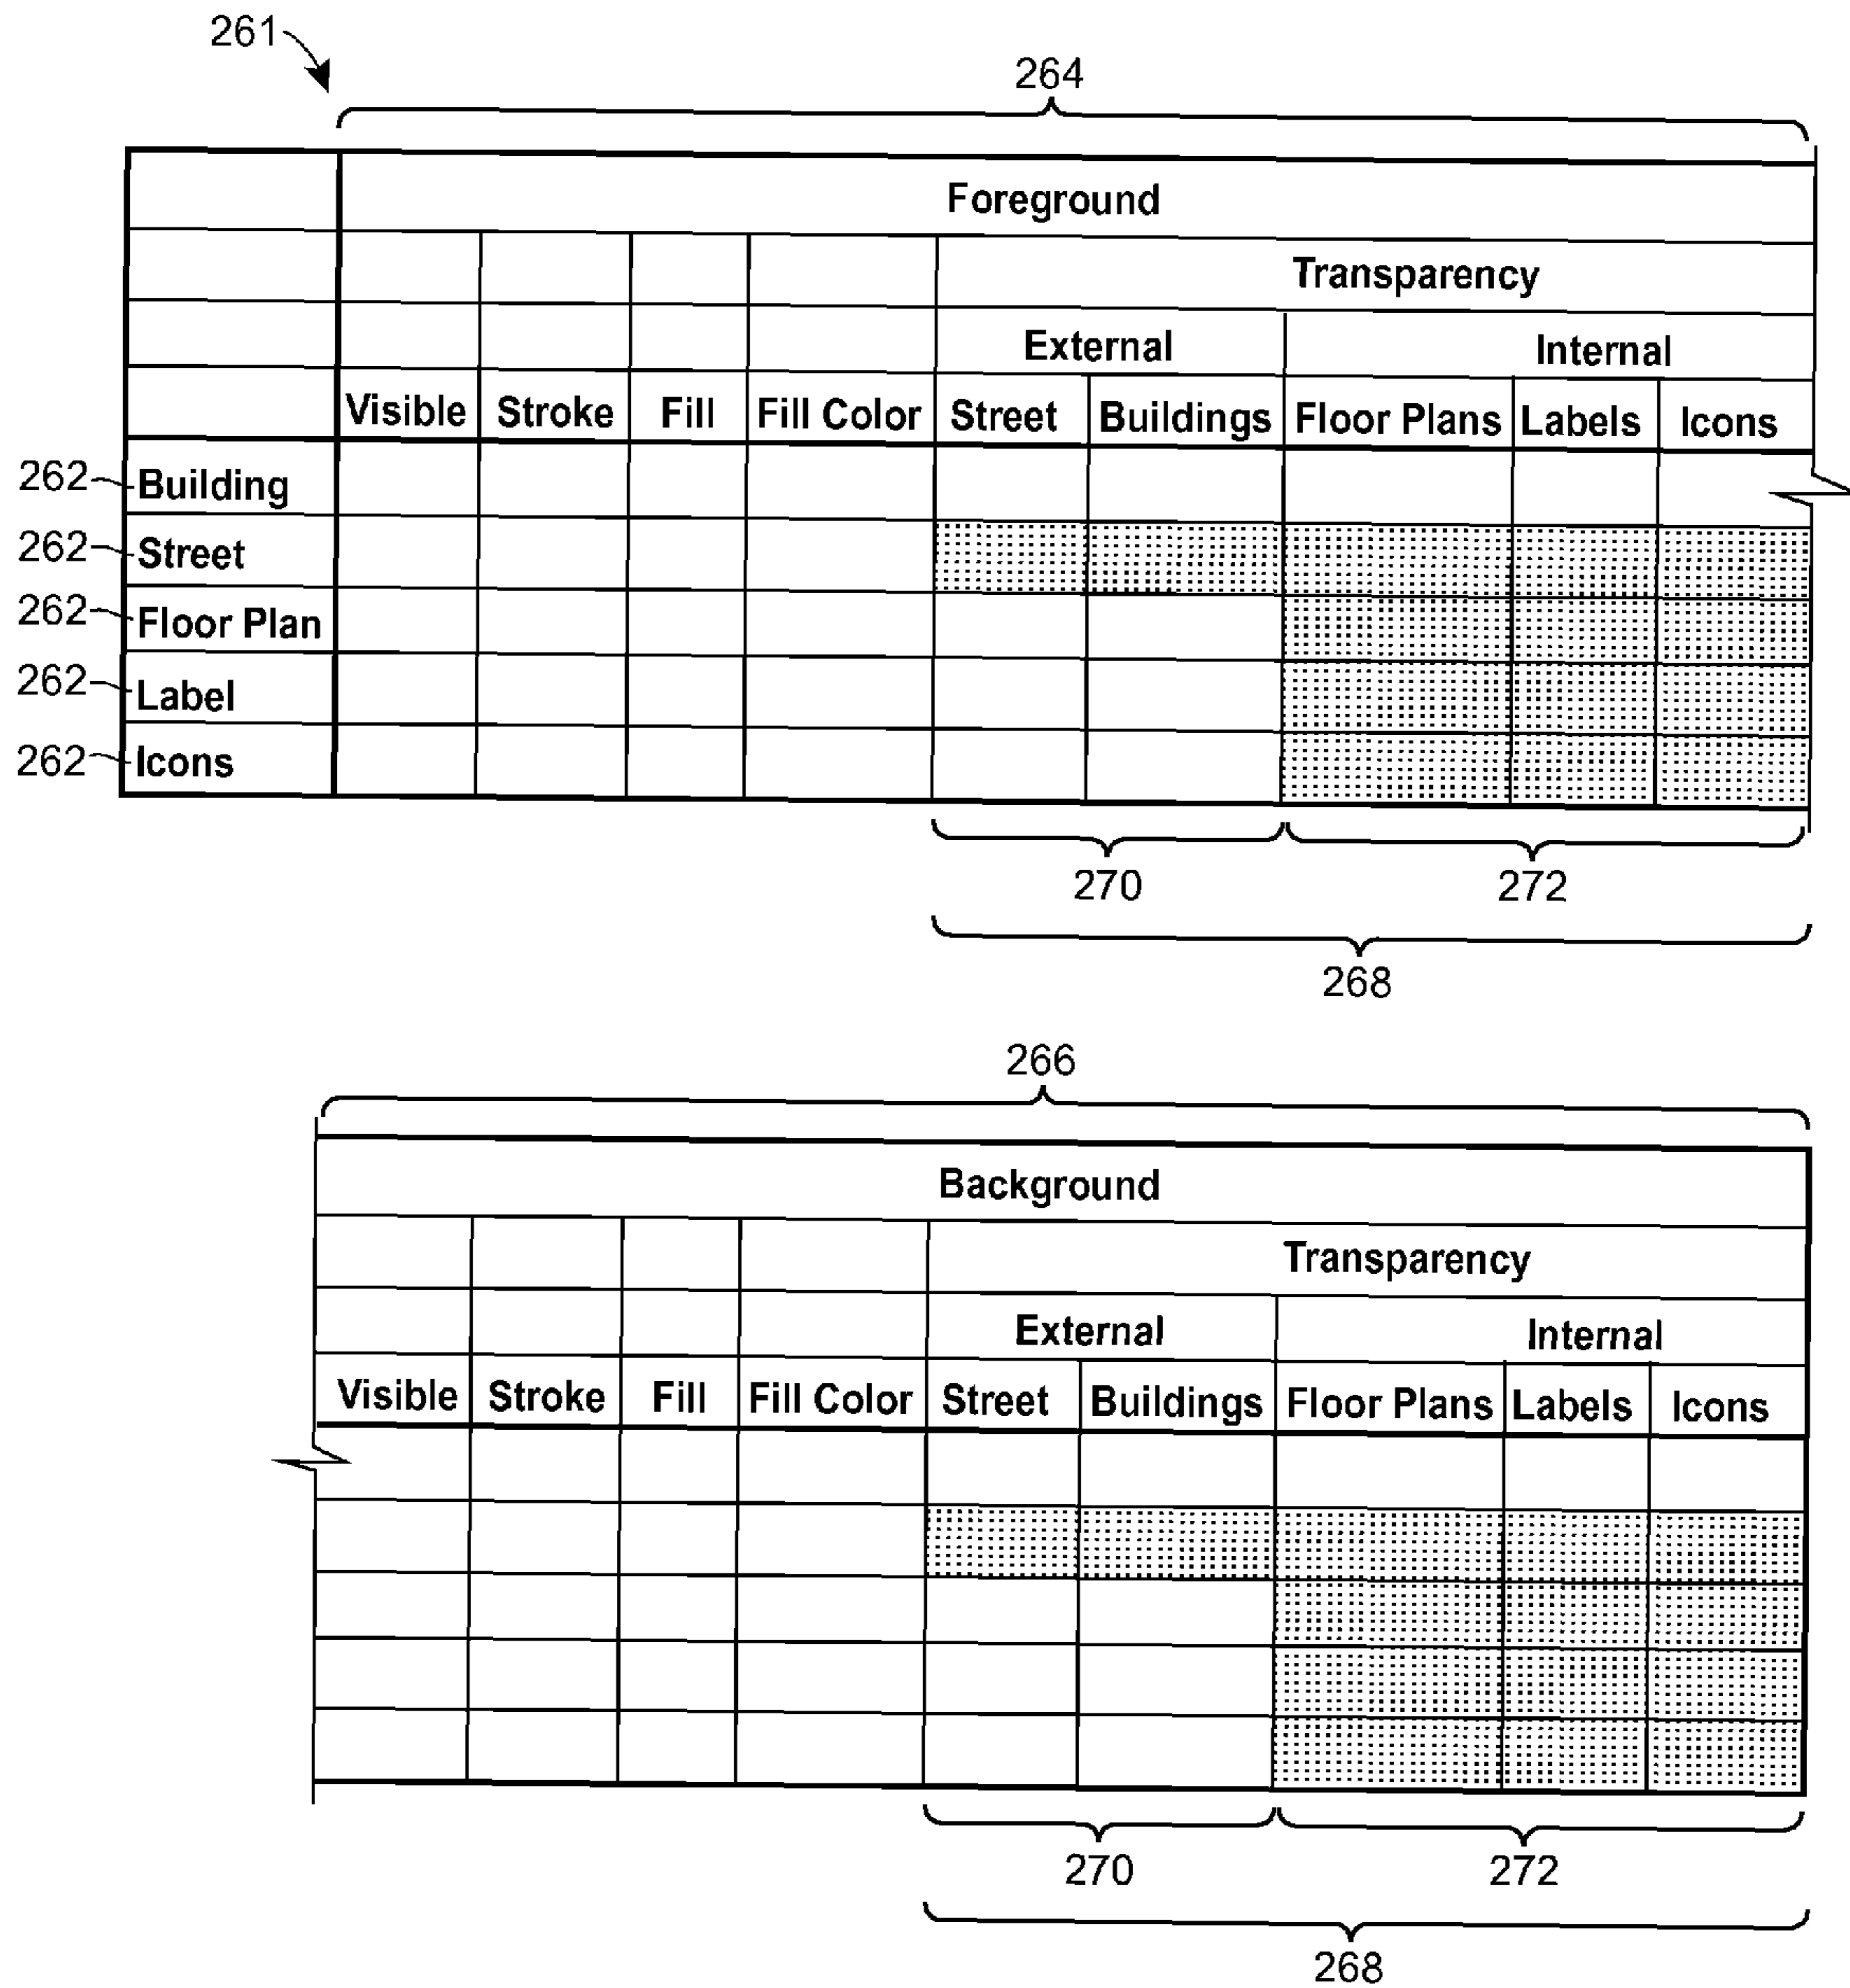 261
264
Foreground
Transparency
External Internal
Visible Stroke Fill Fill Color Street Buildings Floor Plans Labels Icons
262 Building
262 Street
262 Floor Plan
262 Label
262 Icons
270 272
268
266
Background
Transparency
External Internal
Visible Stroke Fill Fill Color Street Buildings Floor Plans Labels Icons
270 272
268